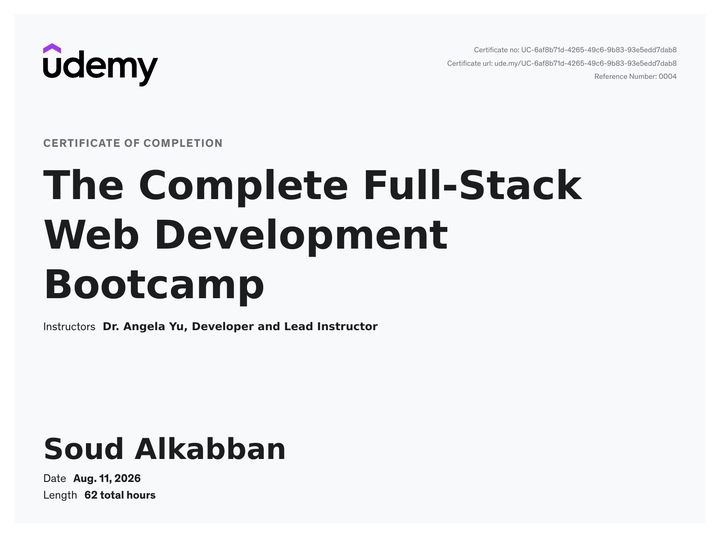 udemy
Certificate no: UC-6af8b71d-4265-49c6-9b83-93e5edd7dab8
Certificate url: ude.my/UC-6af8b71d-4265-49c6-9b83-93e5edd7dab8
Reference Number: 0004
CERTIFICATE OF COMPLETION
The Complete Full-Stack
Web Development
Bootcamp
Instructors Dr. Angela Yu, Developer and Lead Instructor
Soud Alkabban
Date Aug. 11, 2026
Length 62 total hours